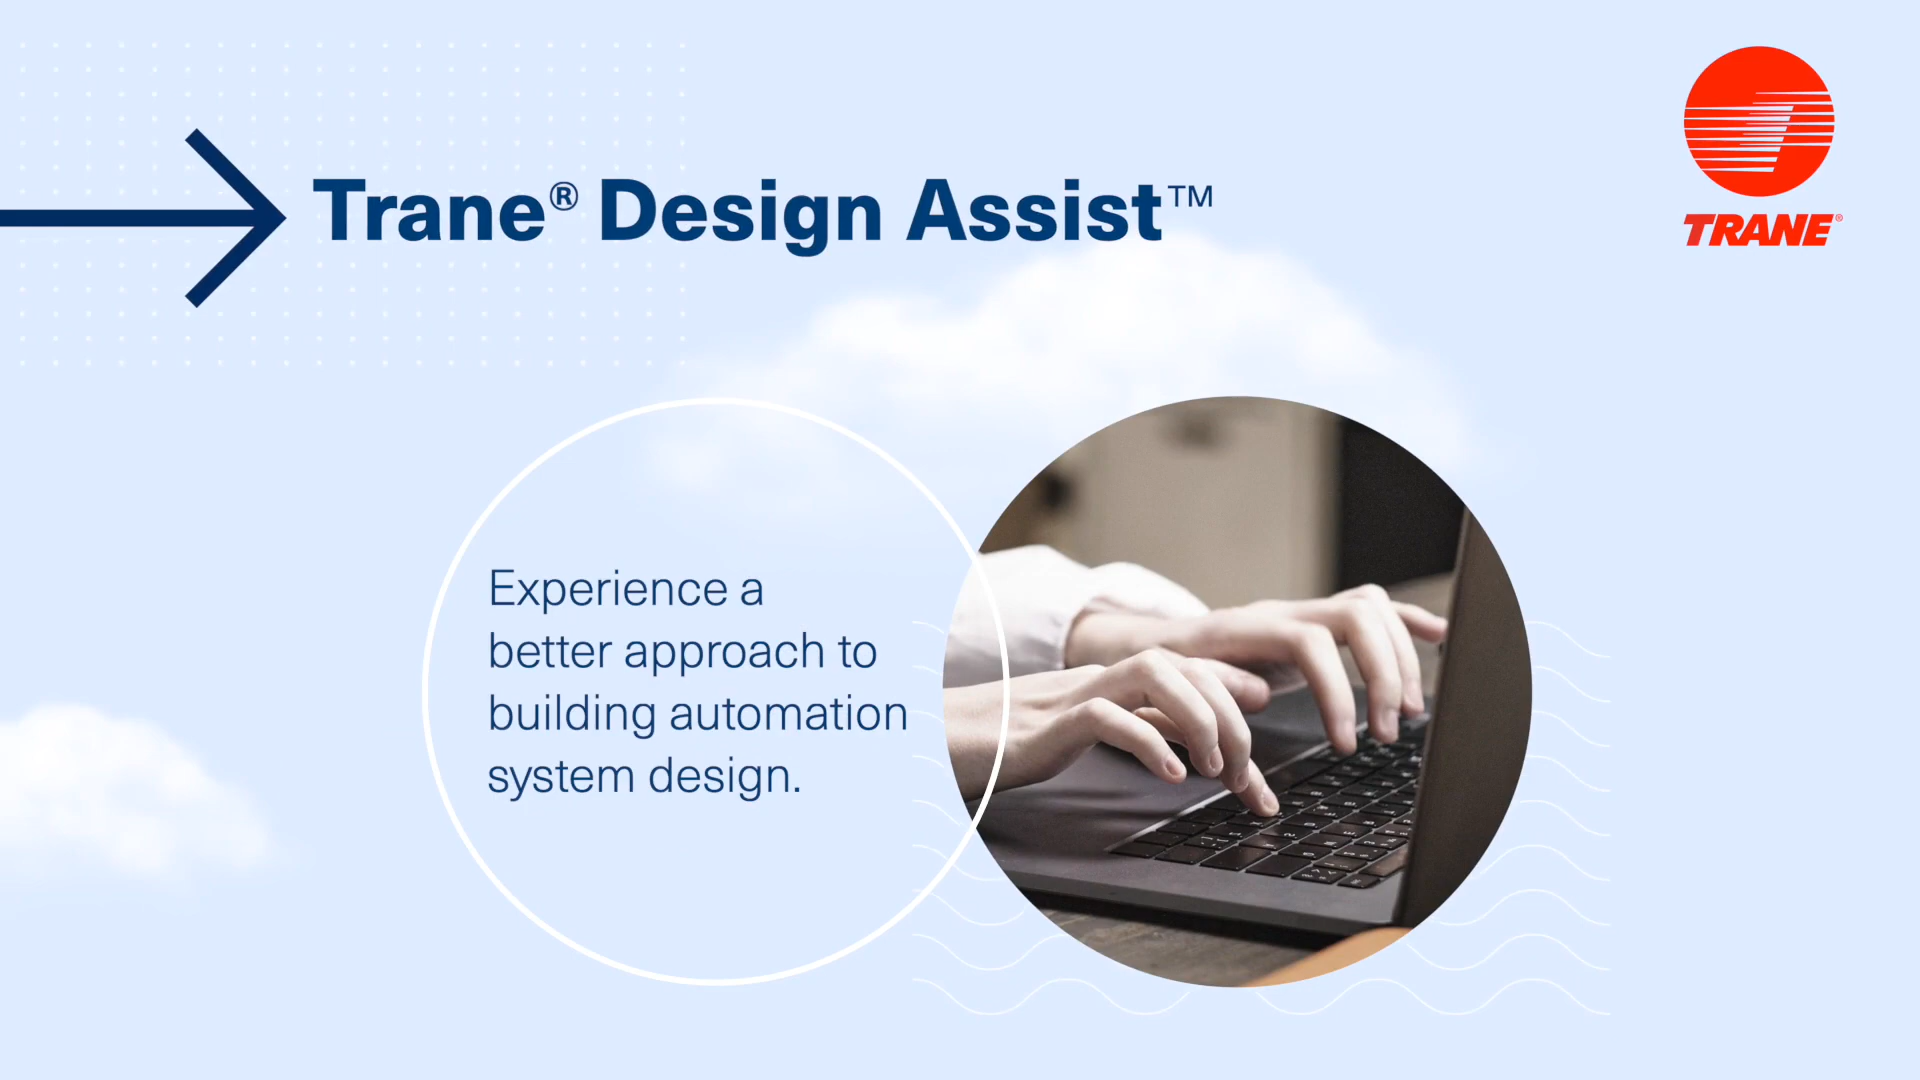 Trane® Design Assist™
TRANE®
Experience a
better approach to
building automation
system design.